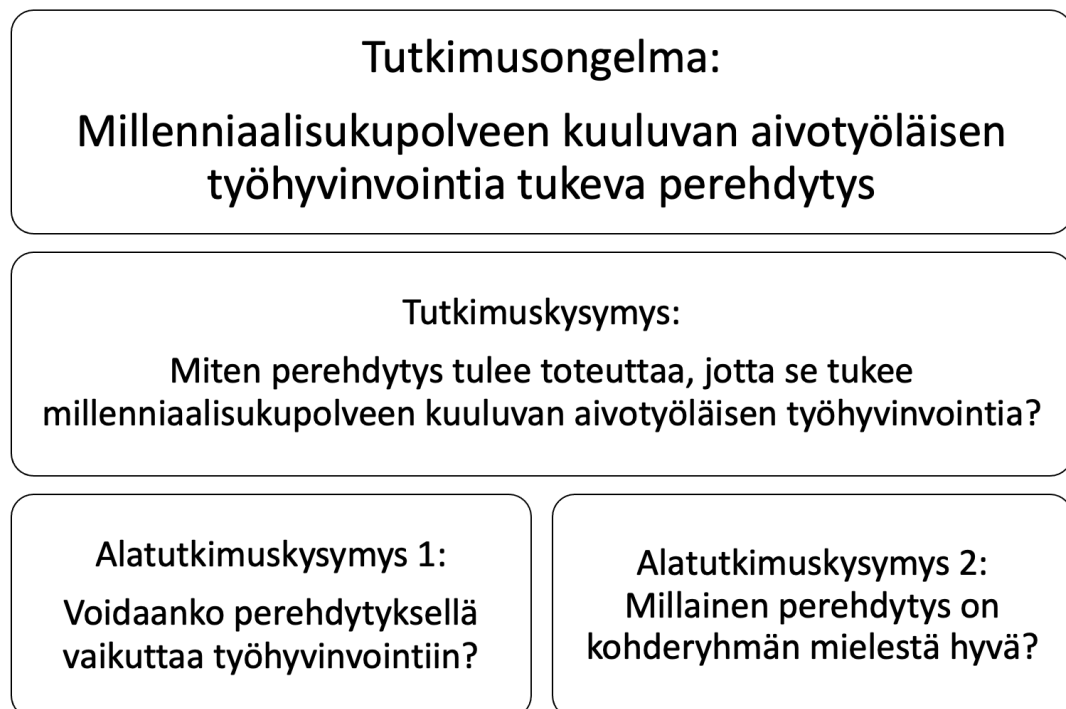 Tutkimusongelma:
Millenniaalisukupolveen kuuluvan aivotyöläisen
työhyvinvointia tukeva perehdytys
Tutkimuskysymys:
Miten perehdytys tulee toteuttaa, jotta se tukee
millenniaalisukupolveen kuuluvan aivotyöläisen työhyvinvointia?
Alatutkimuskysymys 1:
Voidaanko perehdytyksellä
vaikuttaa työhyvinvointiin?
Alatutkimuskysymys 2:
Millainen perehdytys on
kohderyhmän mielestä hyvä?